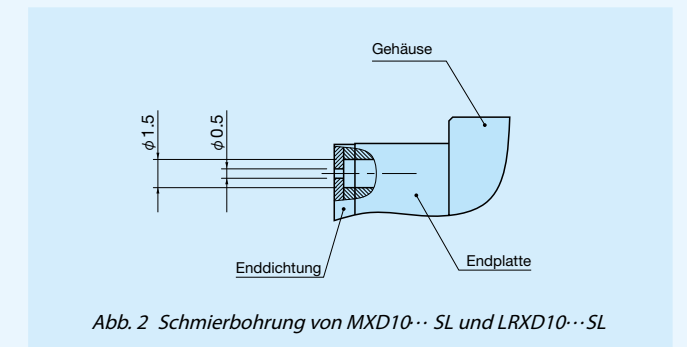 Gehäuse
φ1.5
φ0.5
Enddichtung
Endplatte
Abb. 2 Schmierbohrung von MXD10··· SL und LRXD10···SL